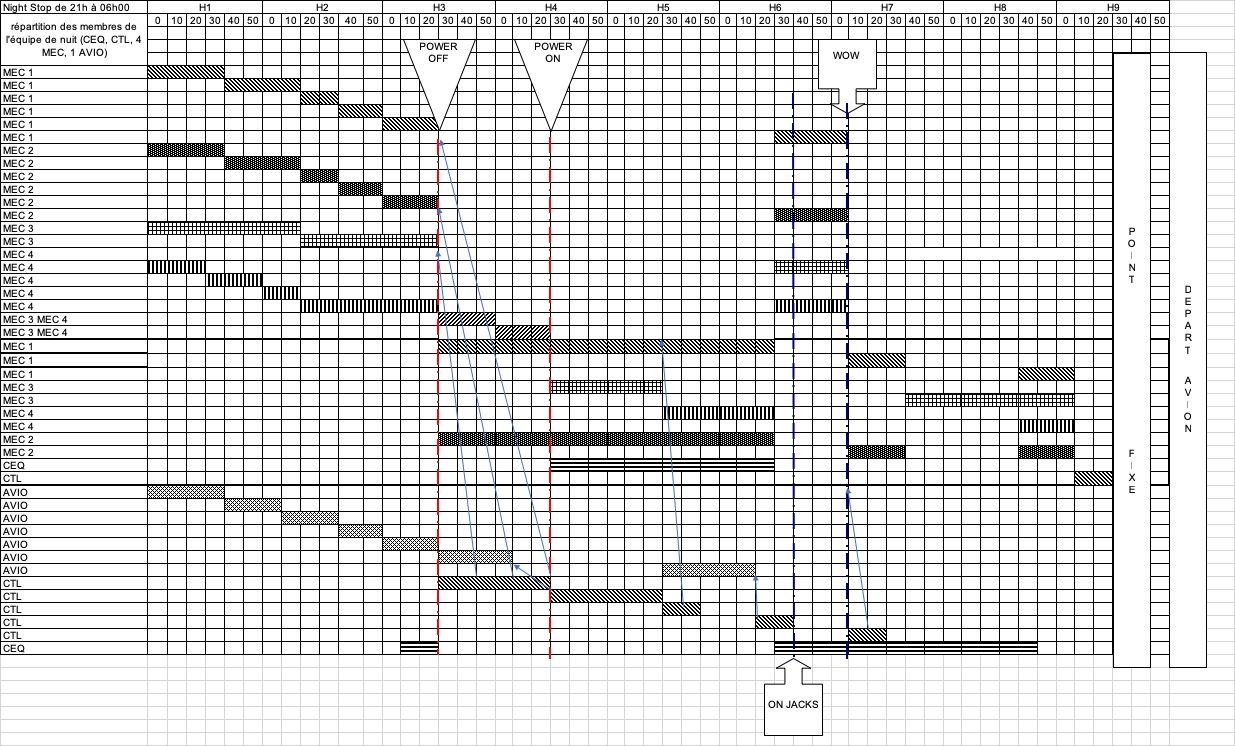 Night Stop de 21h à 06h00 H1 H2 H3 H4 H5 H6 H7 H8 H9
0 10 20 30 40 50 0 10 20 30 40 50 0 10 20 30 40 50 0 10 20 30 40 50 0 10 20 30 40 50 0 10 20 30 40 50 0 10 20 30 40 50 0 10 20 30 40 50 0 40 50
répartition des membres de
l'équipe de nuit (CEQ, CTL, 4
MEC, 1 AVIO)
POWER
OFF
POWER
ON
WOW
MEC 1
MEC 1
MEC 1
MEC 1
MEC 1
MEC 1
MEC 2
MEC 2
MEC 2
MEC 2
MEC 2
MEC 2
MEC 3
MEC 3
MEC 4
MEC 4
MEC 4
MEC 4
MEC 4
MEC 3 MEC 4
MEC 3 MEC 4
MEC 1
MEC 1
MEC 1
MEC 3
MEC 3
MEC 4
MEC 4
MEC 2
MEC 2
CEQ
CTL
AVIO
AVIO
AVIO
AVIO
AVIO
AVIO
AVIO
CTL
CTL
CTL
CTL
CTL
CEQ
POINT FIXE
DEPART AVION
ON JACKS